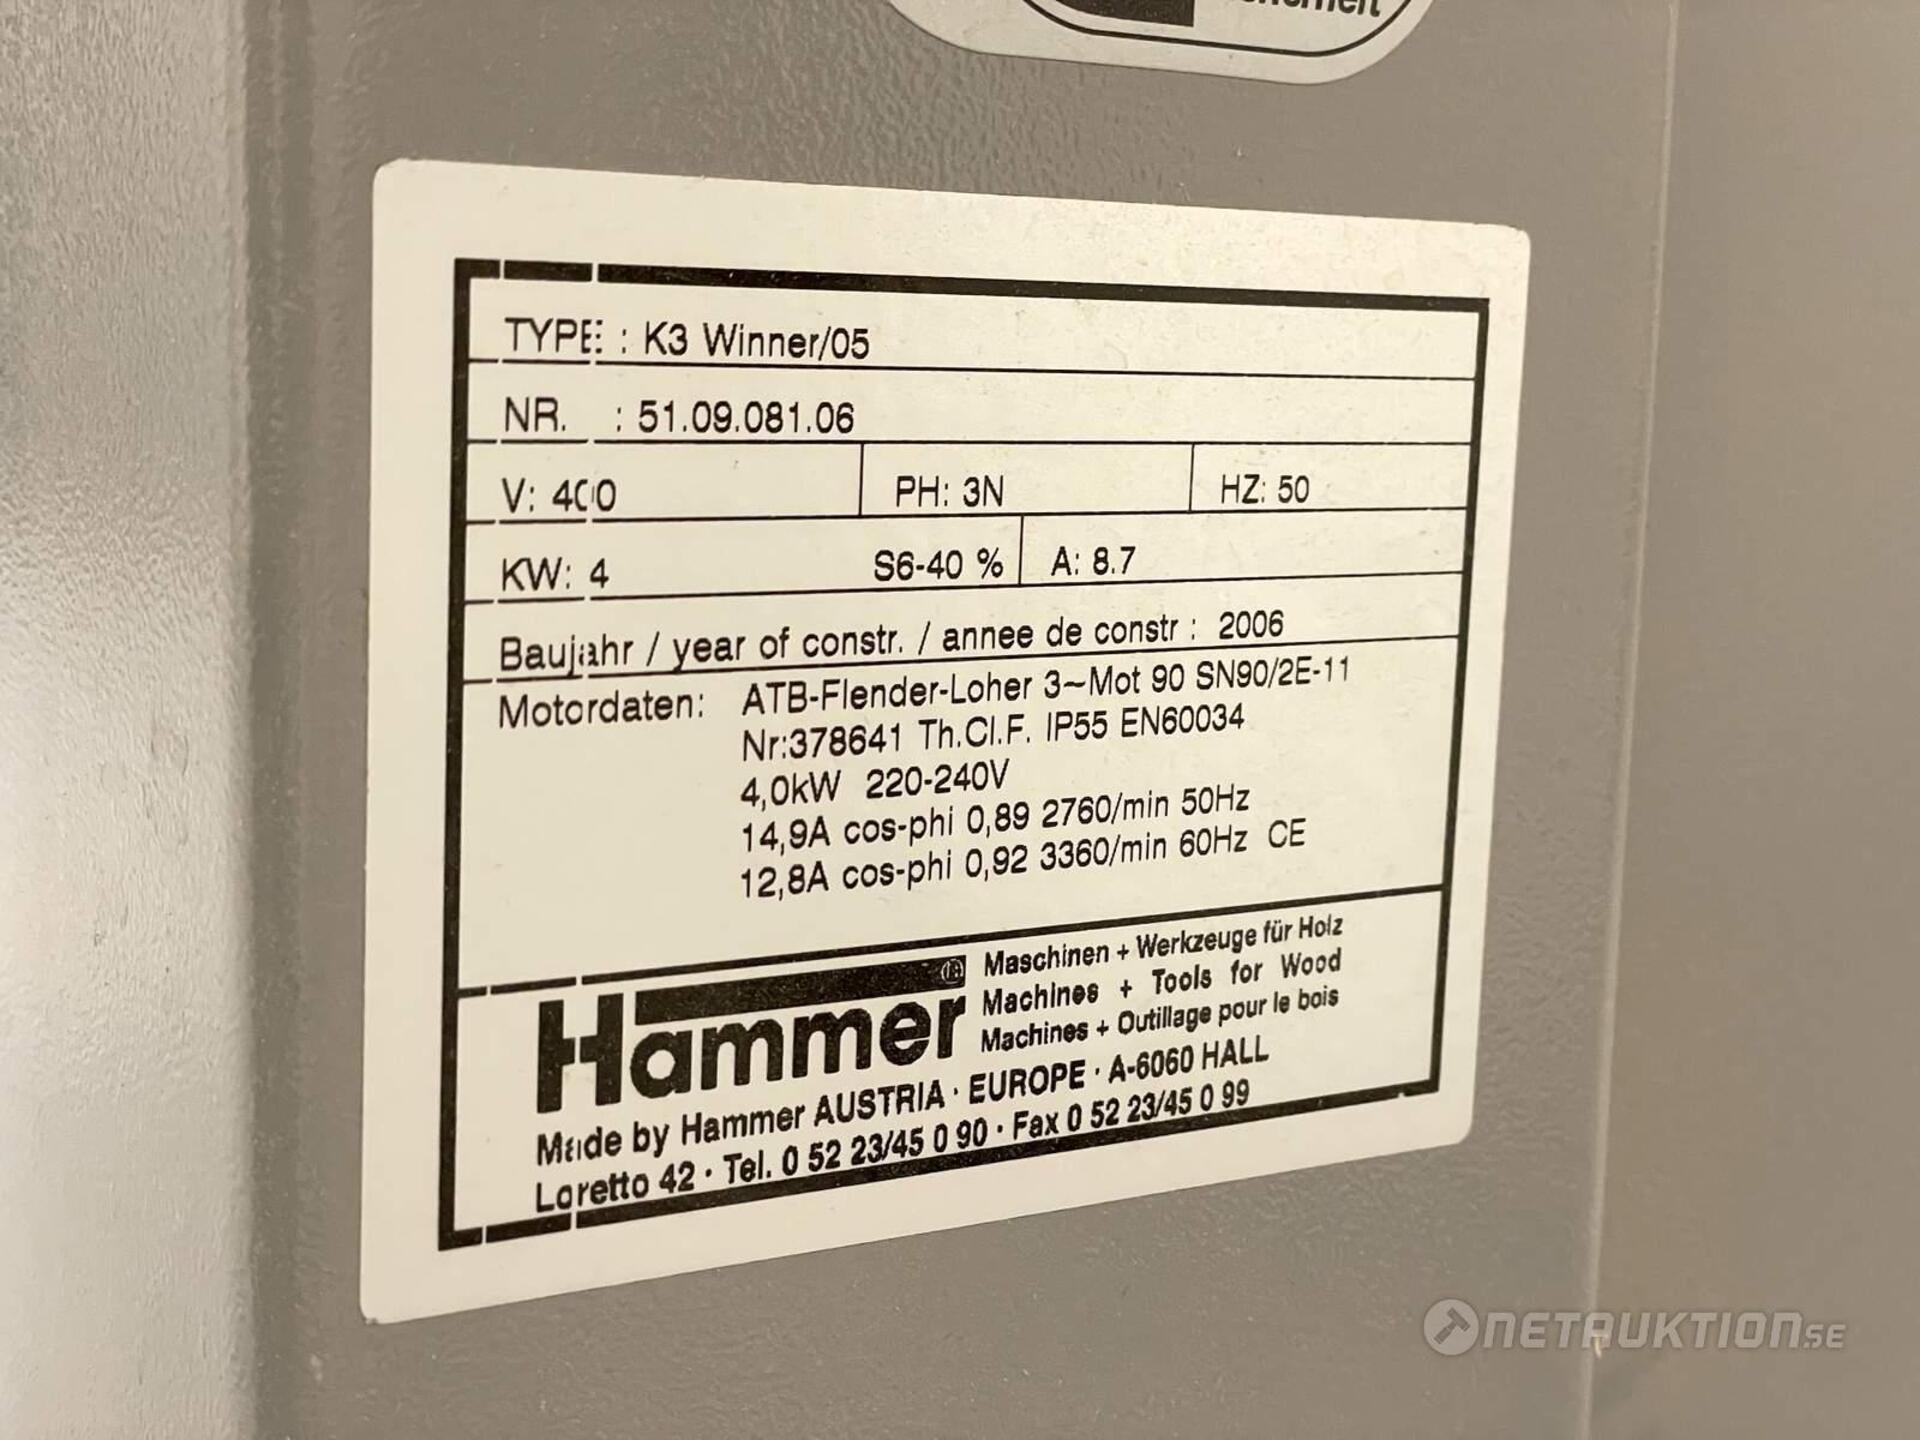 TYPE : K3 Winner/05
NR. : 51.09.081.06
V: 400 PH: 3N HZ: 50
KW: 4 S6-40 % A: 8.7
Baujahr / year of constr. / annee de constr : 2006
Motordaten: ATB-Flender-Loher 3~Mot 90 SN90/2E-11
Nr:378641 Th.Cl.F. IP55 EN60034
4,0kW 220-240V
14,9A cos-phi 0,89 2760/min 50Hz
12,8A cos-phi 0,92 3360/min 60Hz CE
Hammer
Maschinen + Werkzeuge für Holz
Machines + Tools for Wood
Machines + Outillage pour le bois
Made by Hammer AUSTRIA · EUROPE · A-6060 HALL
Loretto 42 · Tel. 0 52 23/45 0 90 · Fax 0 52 23/45 0 99
NETAUKTION.SE